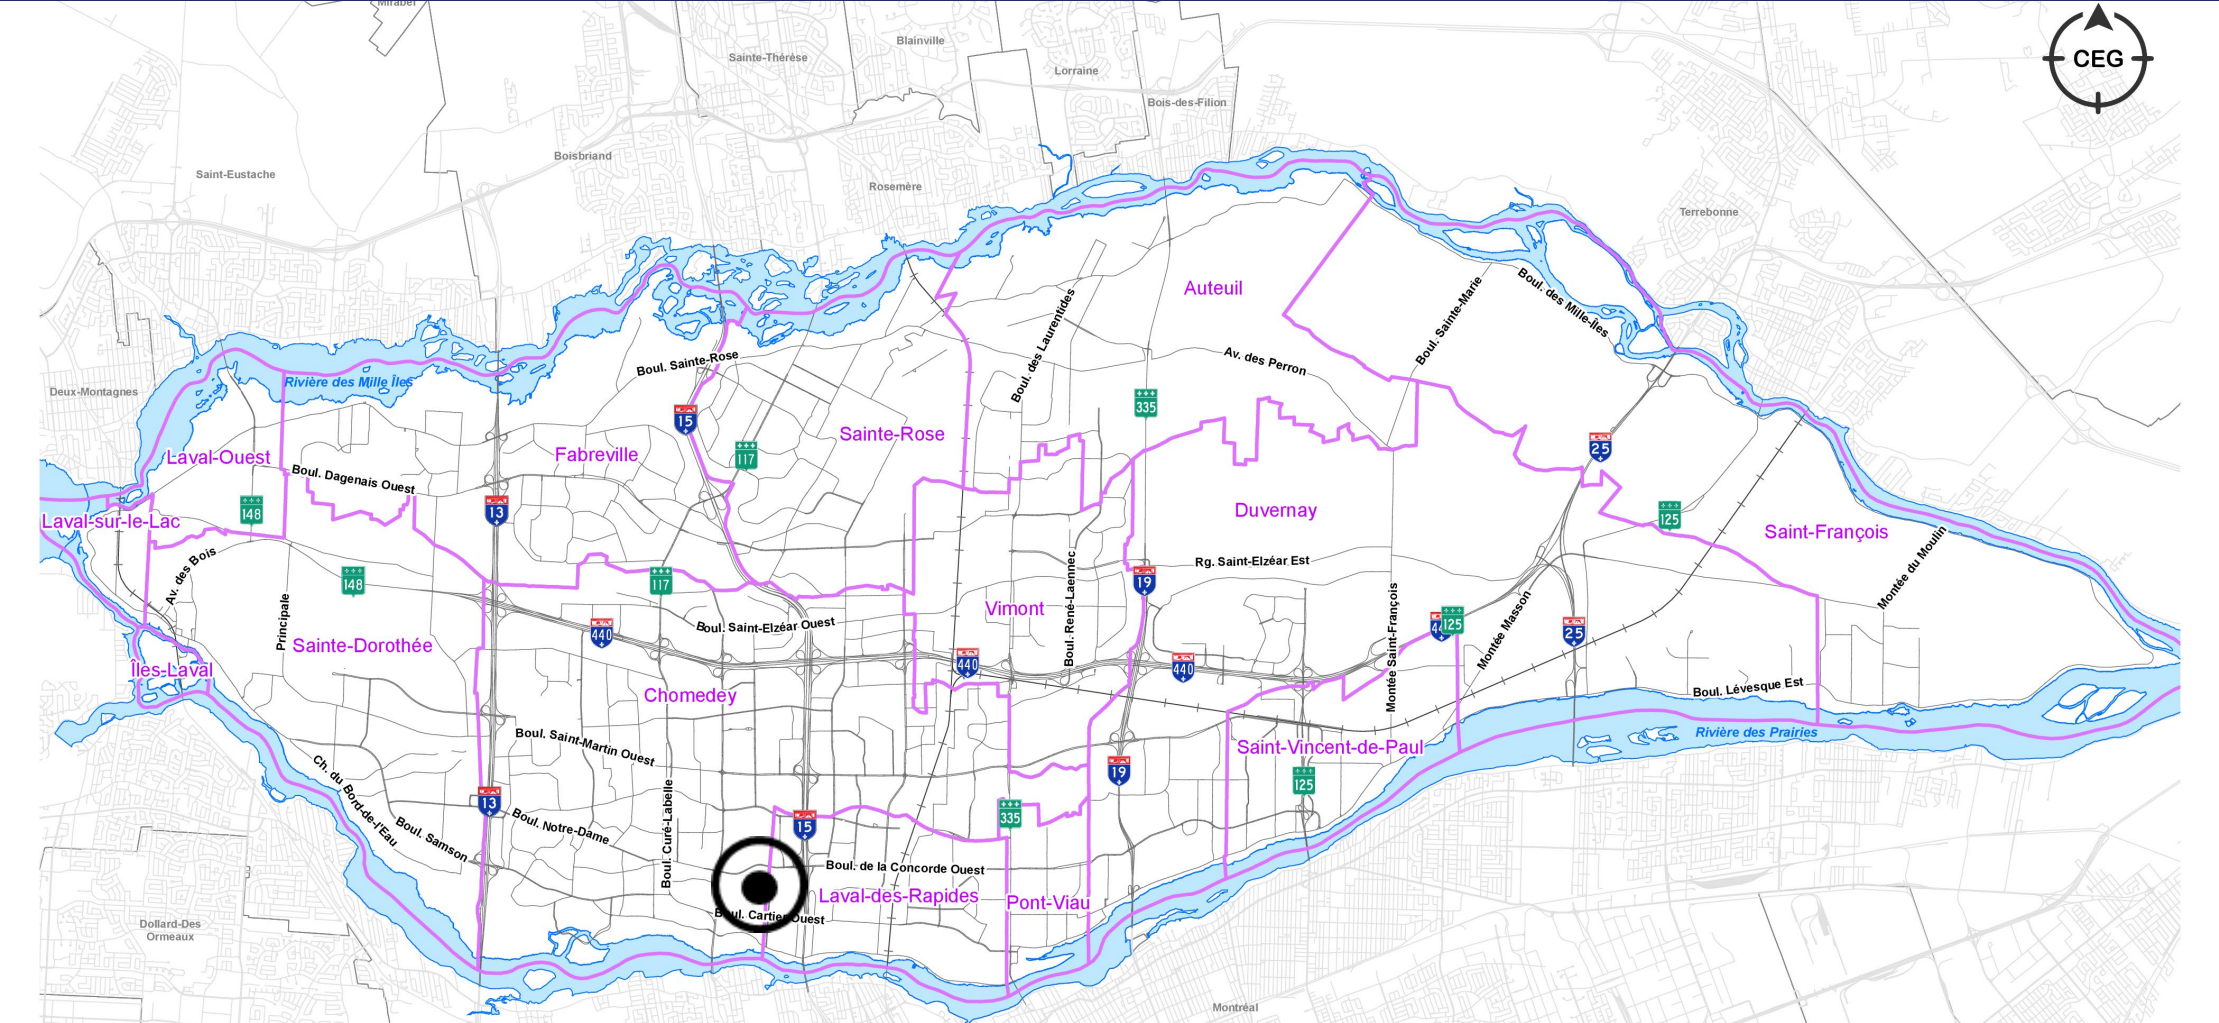 Mirabel
Blainville
Sainte-Thérèse
Lorraine
CEG
Bois-des-Filion
Boisbriand
Saint-Eustache
Rosemère
Terrebonne
Auteuil
Boul. des Mille-Îles
Boul. Sainte-Marie
Boul. des Laurentides
Av. des Perron
Boul. Sainte-Rose
Rivière des Mille Îles
Deux-Montagnes
335
15
Sainte-Rose
117
Fabreville
25
Laval-Ouest
Boul. Dagenais Ouest
148
13
Duvernay
125
Saint-François
Laval-sur-le-Lac
Montée du Moulin
Rg. Saint-Elzéar Est
Av. des Bois
148
117
19
Vimont
Boul. René-Laennec
Montée Saint-François
Principale
Boul. Saint-Elzéar Ouest
440
125
25
Montée Masson
Sainte-Dorothée
440
440
Îles-Laval
Chomedey
Boul. Lévesque Est
Rivière des Prairies
Boul. Saint-Martin Ouest
Saint-Vincent-de-Paul
19
125
Ch. du Bord-de-l'Eau
13
Boul. Curé-Labelle
Boul. Notre-Dame
15
335
Boul. Samson
Boul. de la Concorde Ouest
Laval-des-Rapides
Pont-Viau
Boul. Cartier Ouest
Dollard-Des
Ormeaux
Montréal